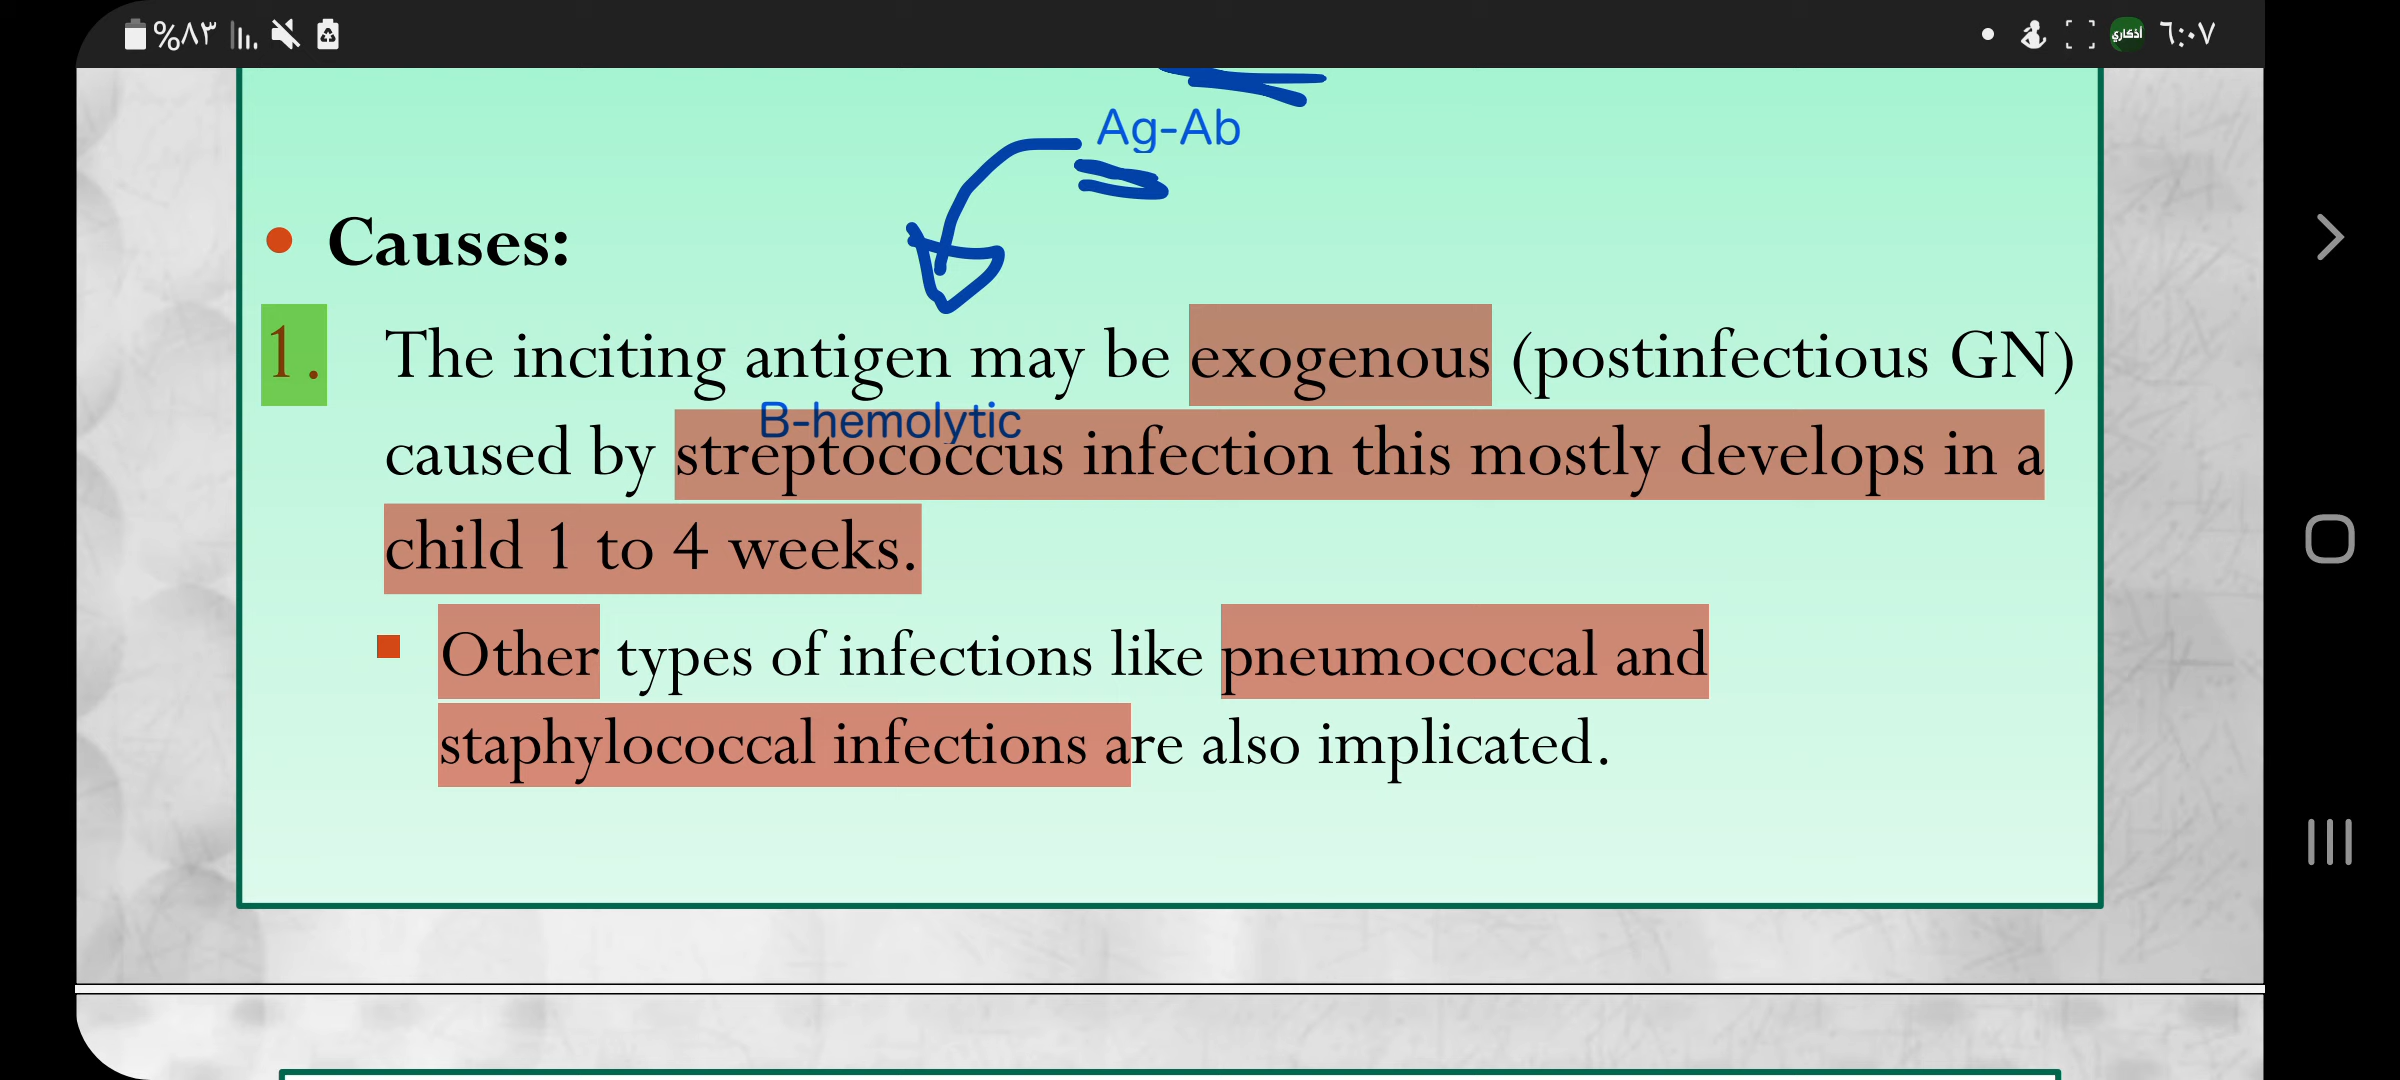 %٨٣
أذكاري
٦:٠٧
Ag-Ab
Causes:
1. The inciting antigen may be exogenous (postinfectious GN)
B-hemolytic
caused by streptococcus infection this mostly develops in a
child 1 to 4 weeks.
Other types of infections like pneumococcal and
staphylococcal infections are also implicated.